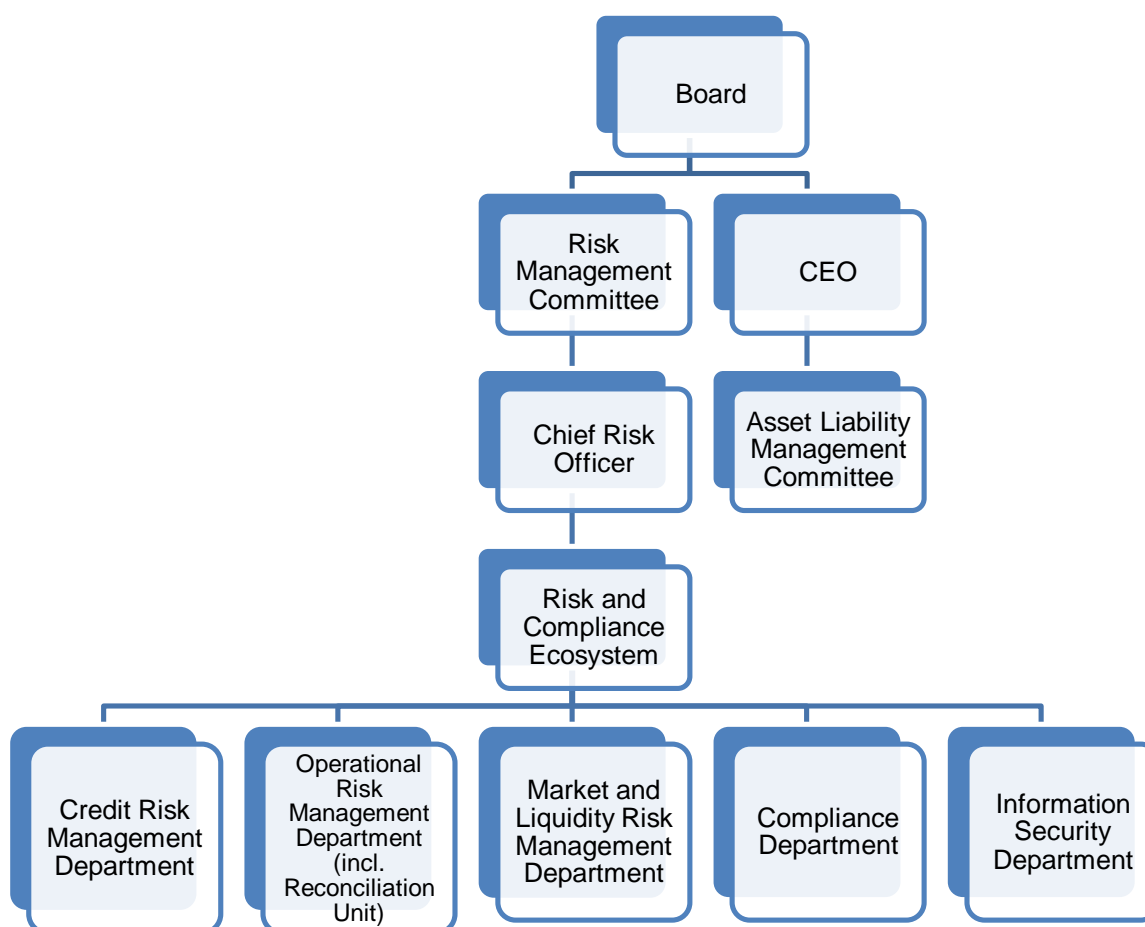 Board
Risk
Management
Committee
CEO
Chief Risk
Officer
Asset Liability
Management
Committee
Risk and
Compliance
Ecosystem
Credit Risk
Management
Department
Operational
Risk
Management
Department
(incl.
Reconciliation
Unit)
Market and
Liquidity Risk
Management
Department
Compliance
Department
Information
Security
Department